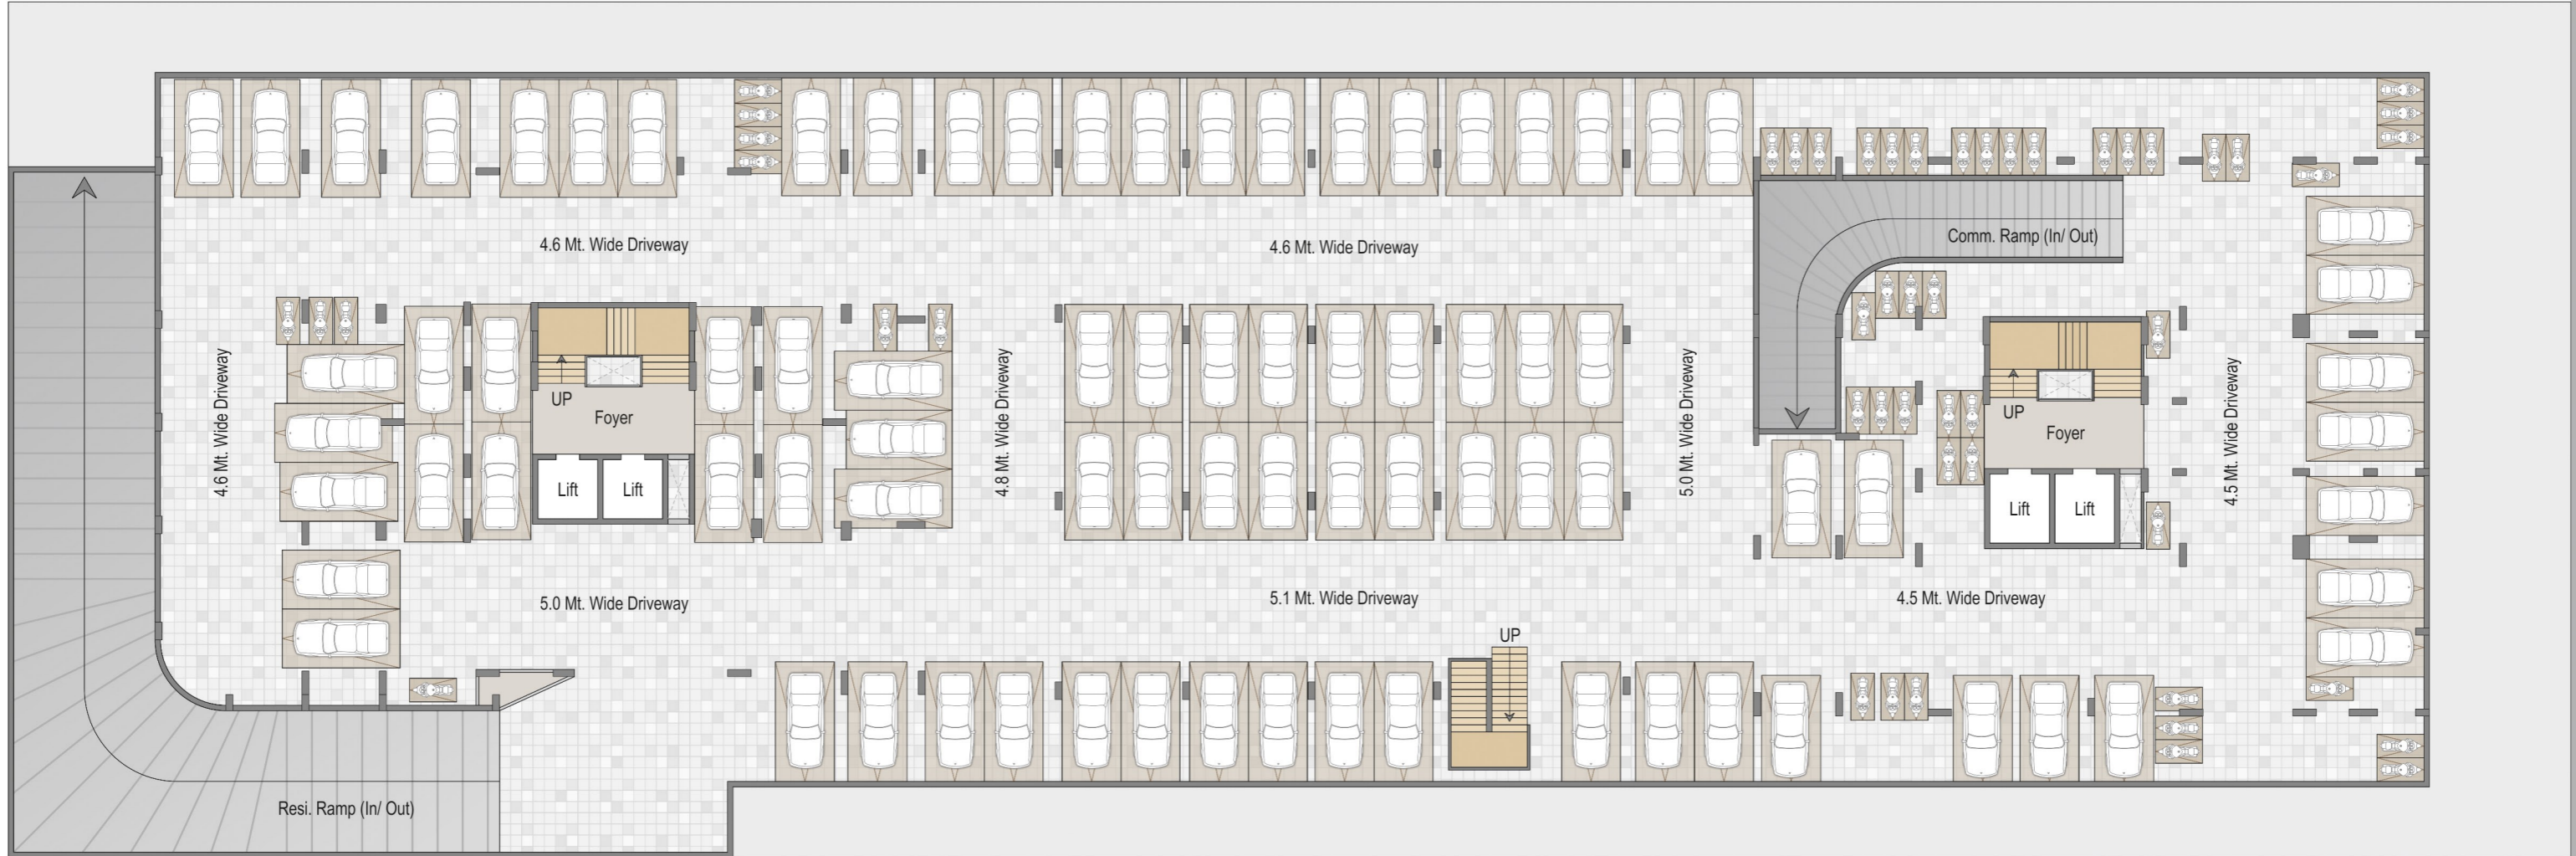 4.6 Mt. Wide Driveway
4.6 Mt. Wide Driveway
Comm. Ramp (In/ Out)
4.6 Mt. Wide Driveway
UP
Foyer
Lift
Lift
4.8 Mt. Wide Driveway
5.0 Mt. Wide Driveway
UP
Foyer
Lift
Lift
4.5 Mt. Wide Driveway
5.0 Mt. Wide Driveway
5.1 Mt. Wide Driveway
4.5 Mt. Wide Driveway
UP
Resi. Ramp (In/ Out)